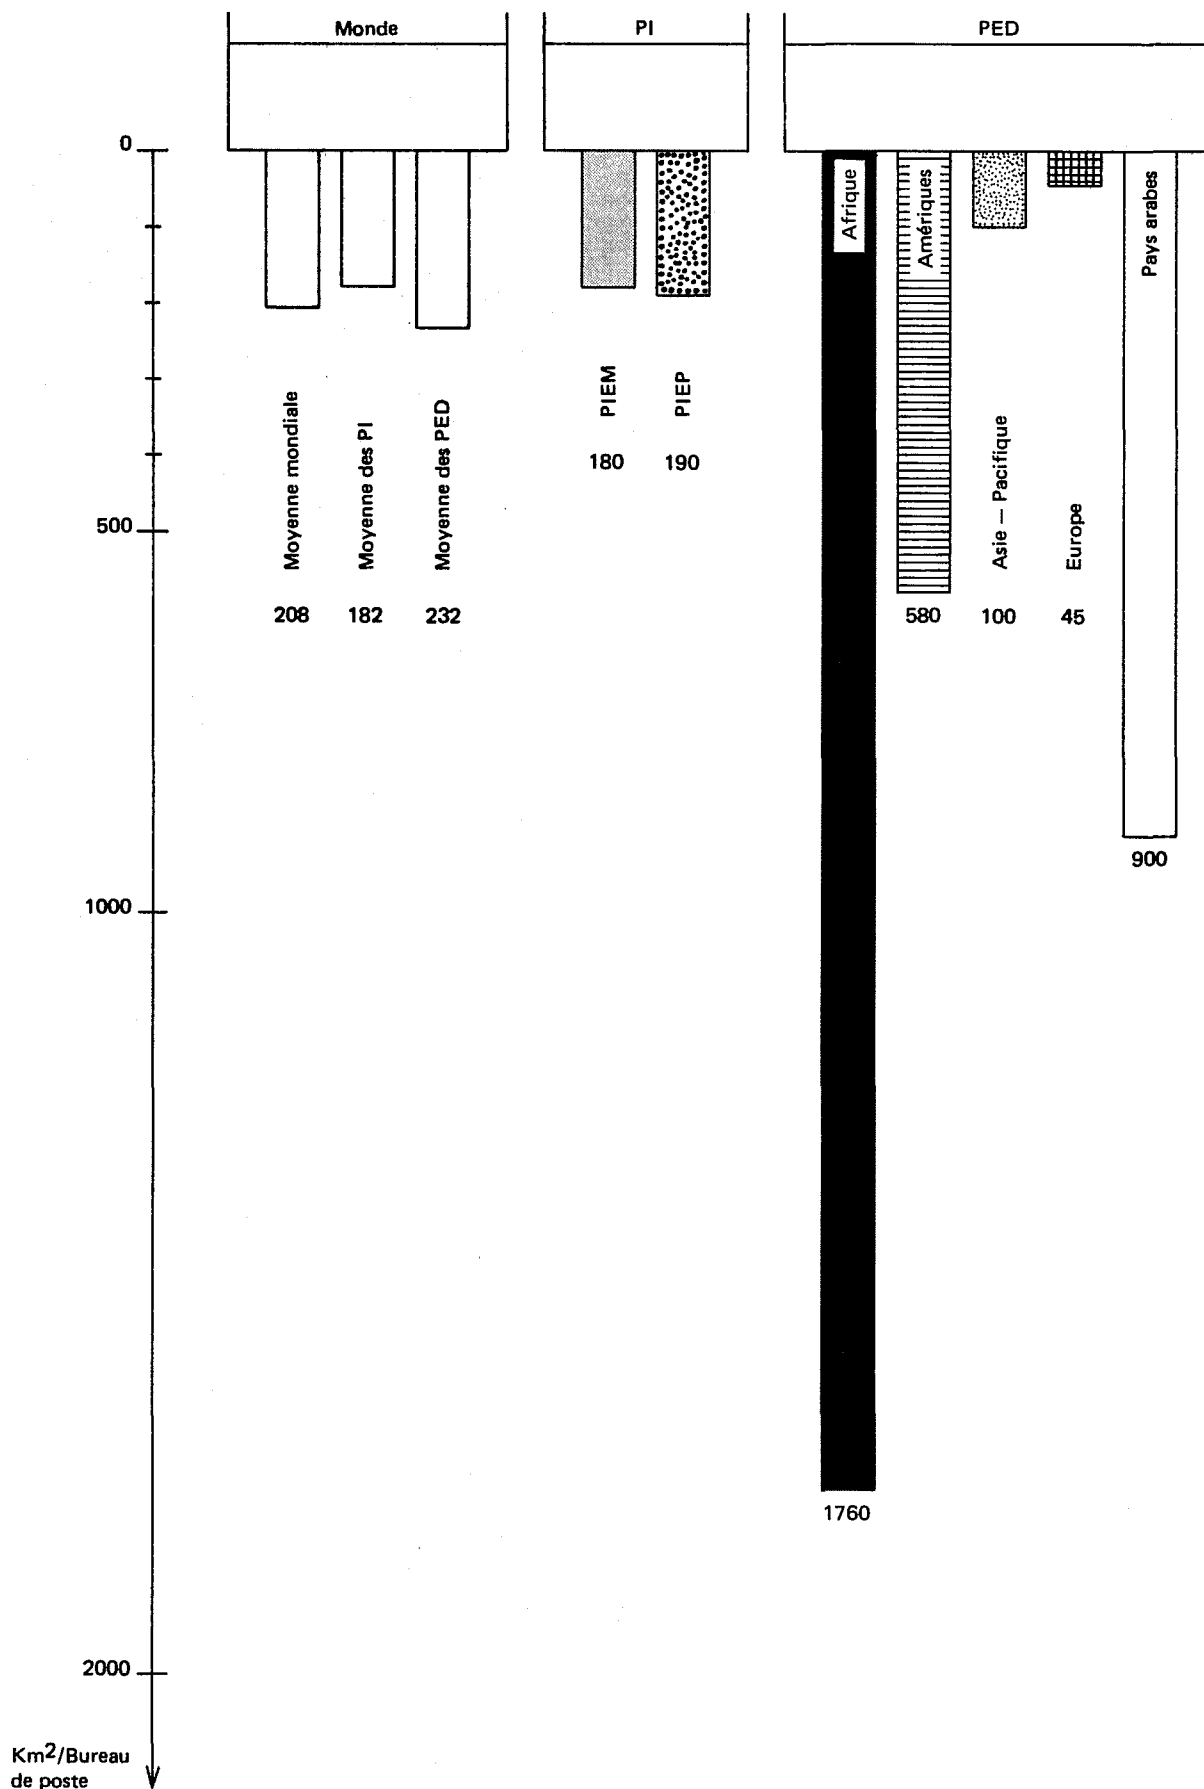 Monde
PI
PED
0
500
1000
2000
Km²/Bureau
de poste
Moyenne mondiale
208
Moyenne des PI
182
Moyenne des PED
232
PIEM
180
PIEP
190
Afrique
1760
Amériques
580
Asie — Pacifique
100
Europe
45
Pays arabes
900